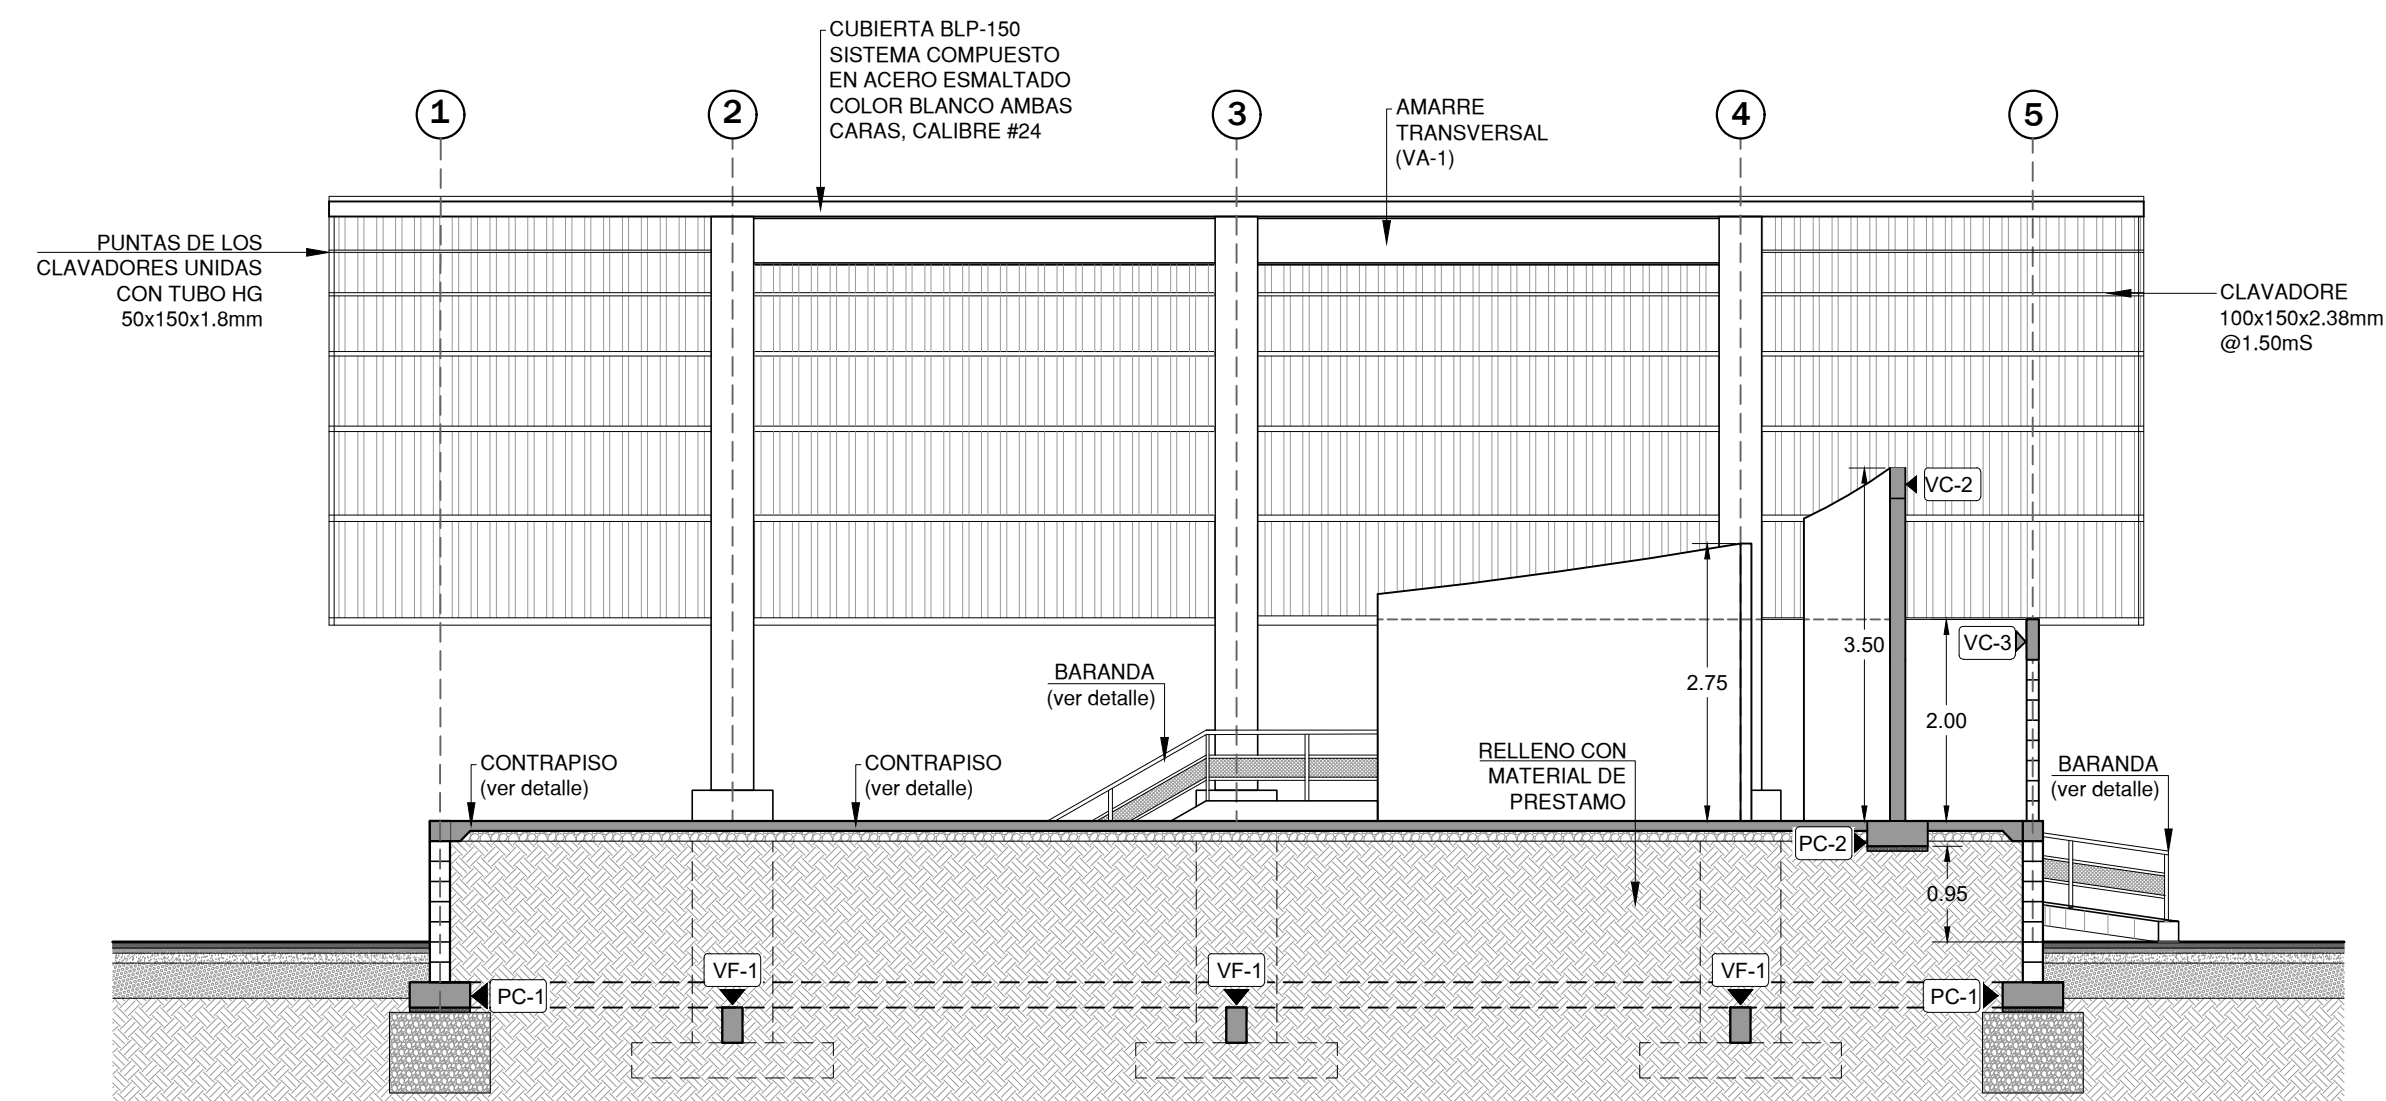 CUBIERTA BLP-150
SISTEMA COMPUESTO
EN ACERO ESMALTADO
COLOR BLANCO AMBAS
CARAS, CALIBRE #24
1
2
3
4
5
AMARRE
TRANSVERSAL
(VA-1)
PUNTAS DE LOS
CLAVADORES UNIDAS
CON TUBO HG
50x150x1.8mm
CLAVADORE
100x150x2.38mm
@1.50mS
VC-2
3.50
VC-3
2.75
2.00
BARANDA
(ver detalle)
CONTRAPISO
(ver detalle)
CONTRAPISO
(ver detalle)
RELLENO CON
MATERIAL DE
PRESTAMO
BARANDA
(ver detalle)
PC-2
0.95
VF-1
VF-1
VF-1
PC-1
PC-1